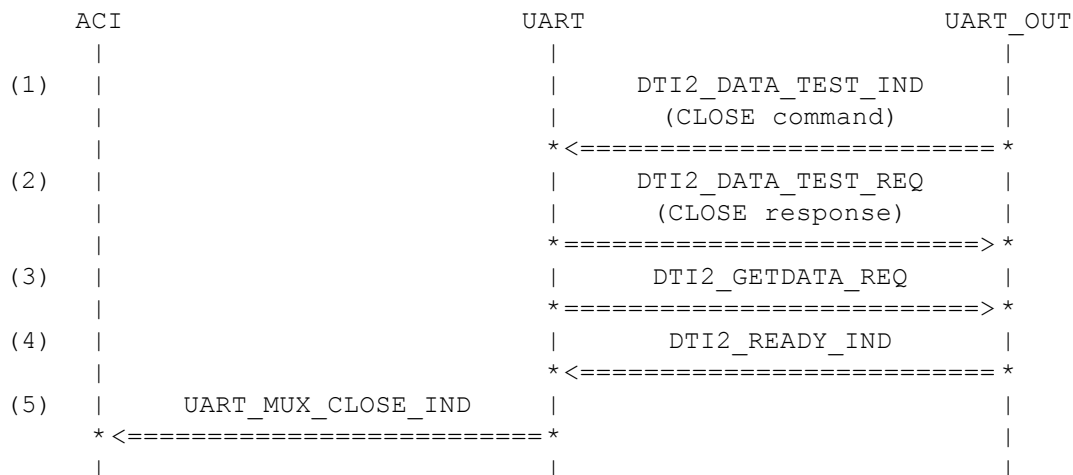 ACI UART UART_OUT
(1) DTI2_DATA_TEST_IND
(CLOSE command)
(2) DTI2_DATA_TEST_REQ
(CLOSE response)
(3) DTI2_GETDATA_REQ
(4) DTI2_READY_IND
(5) UART_MUX_CLOSE_IND